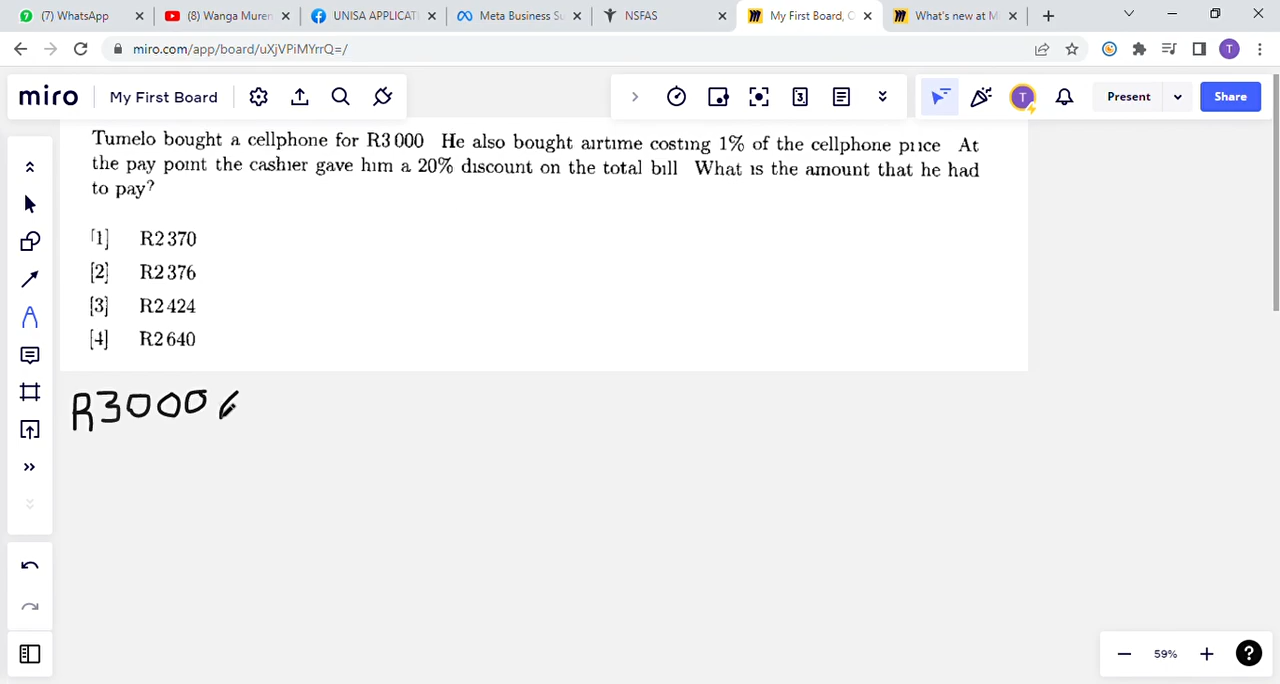 (7) WhatsApp
(8) Wanga Muren
UNISA APPLICATI
Meta Business Su
NSFAS
My First Board, O
What's new at M
miro.com/app/board/uXjVPiMYrrQ=/
T
miro
My First Board
3
T
Present
Share
Tumelo bought a cellphone for R3 000 He also bought airtime costing 1% of the cellphone price At
the pay point the cashier gave him a 20% discount on the total bill What is the amount that he had
to pay?
[1] R2 370
[2] R2 376
[3] R2 424
[4] R2 640
R3000
59%
?